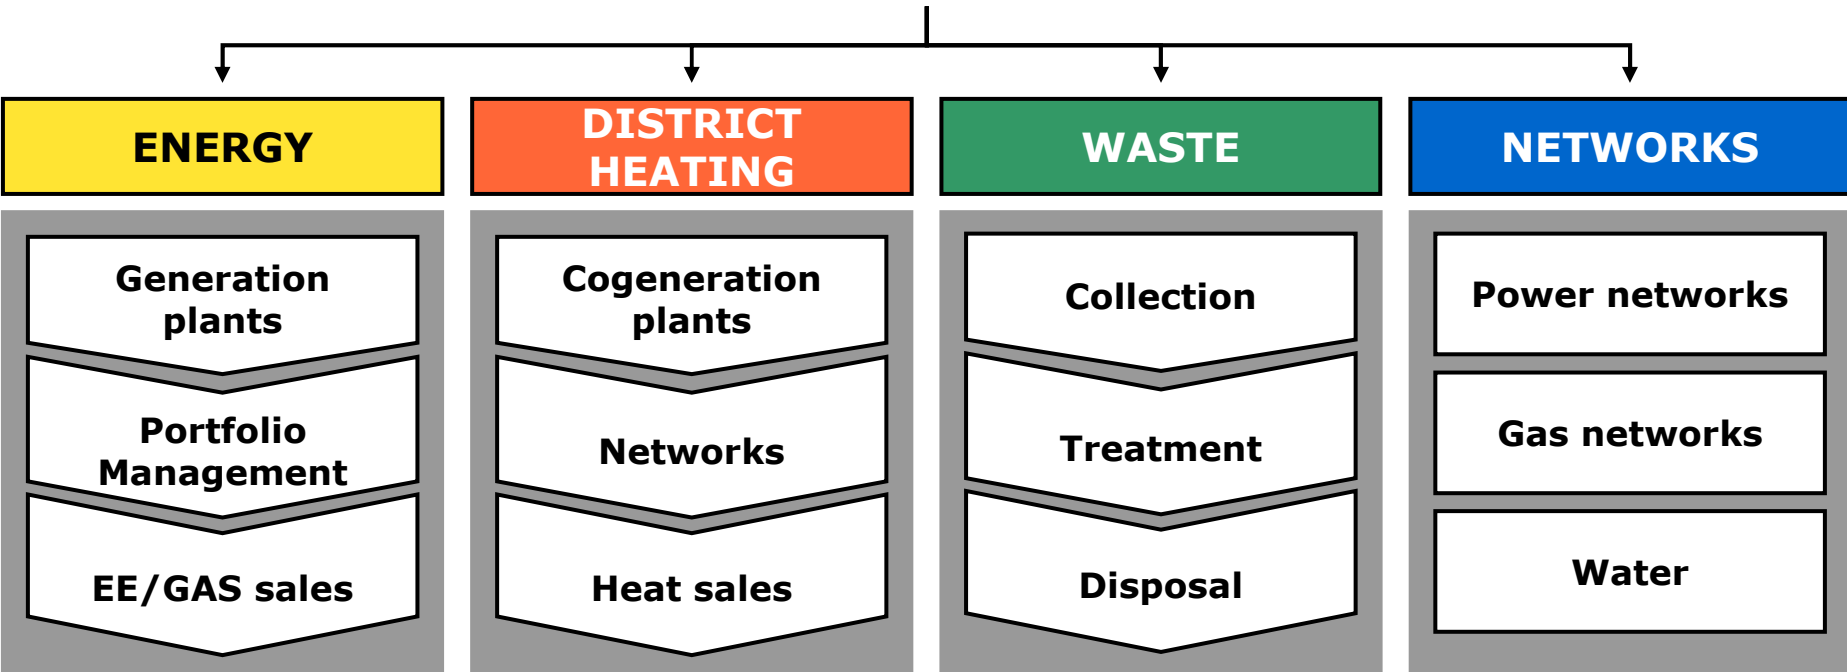 ENERGY
DISTRICT
HEATING
WASTE
NETWORKS
Generation
plants
Portfolio
Management
EE/GAS sales
Cogeneration
plants
Networks
Heat sales
Collection
Treatment
Disposal
Power networks
Gas networks
Water